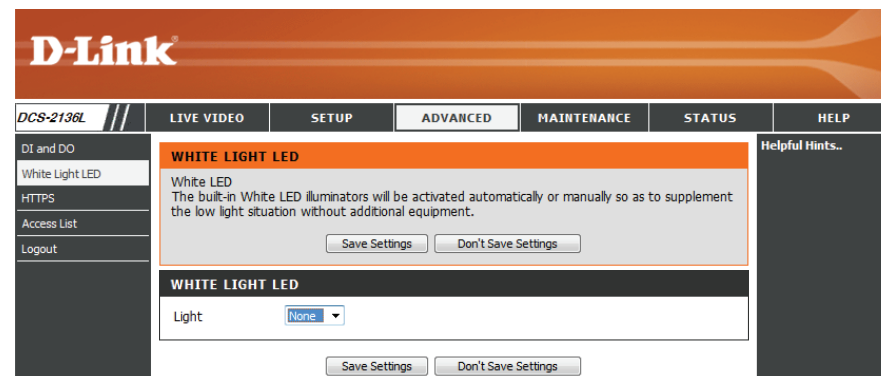 D-Link®
DCS-2136L // LIVE VIDEO SETUP ADVANCED MAINTENANCE STATUS HELP
DI and DO
White Light LED
HTTPS
Access List
Logout
WHITE LIGHT LED
White LED
The built-in White LED illuminators will be activated automatically or manually so as to supplement
the low light situation without additional equipment.
Save Settings Don't Save Settings
WHITE LIGHT LED
Light None
Save Settings Don't Save Settings
Helpful Hints..